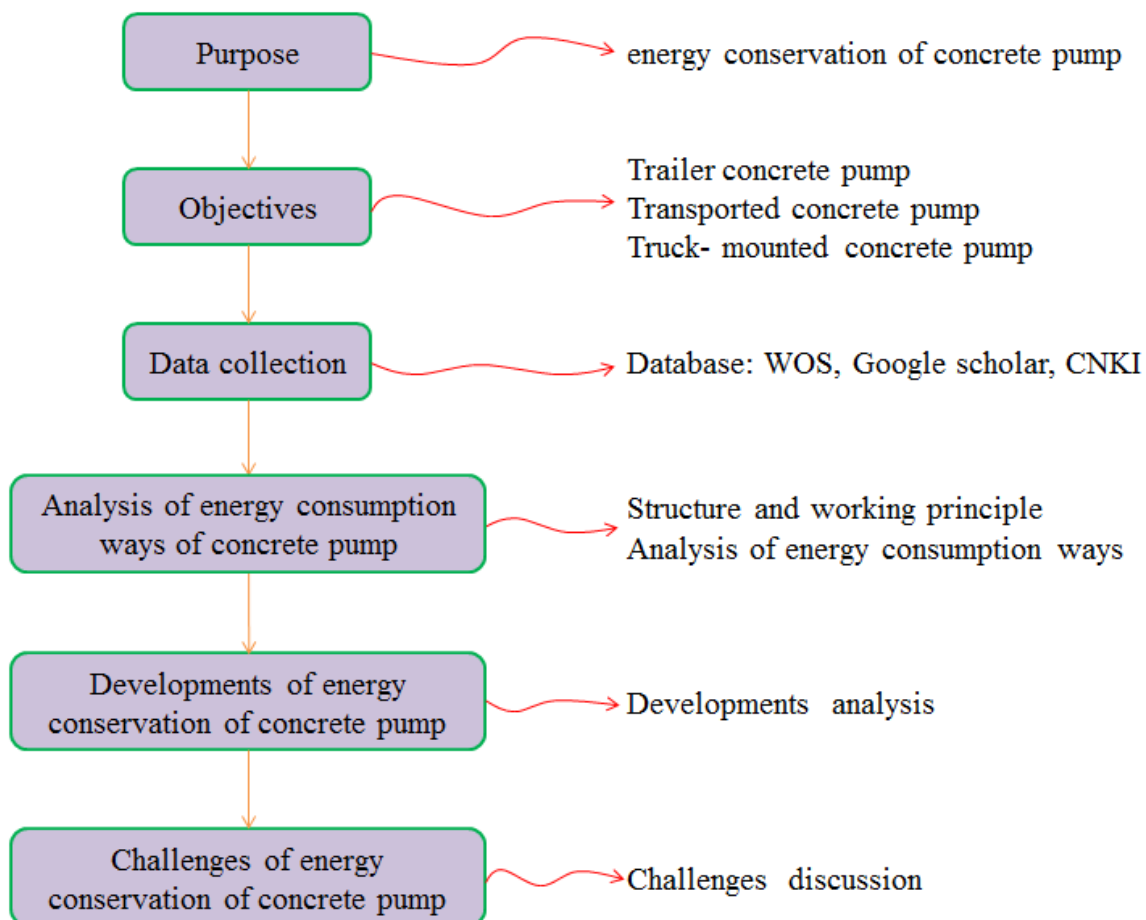 Purpose
energy conservation of concrete pump
Objectives
Trailer concrete pump
Transported concrete pump
Truck- mounted concrete pump
Data collection
Database: WOS, Google scholar, CNKI
Analysis of energy consumption
ways of concrete pump
Structure and working principle
Analysis of energy consumption ways
Developments of energy
conservation of concrete pump
Developments analysis
Challenges of energy
conservation of concrete pump
Challenges discussion